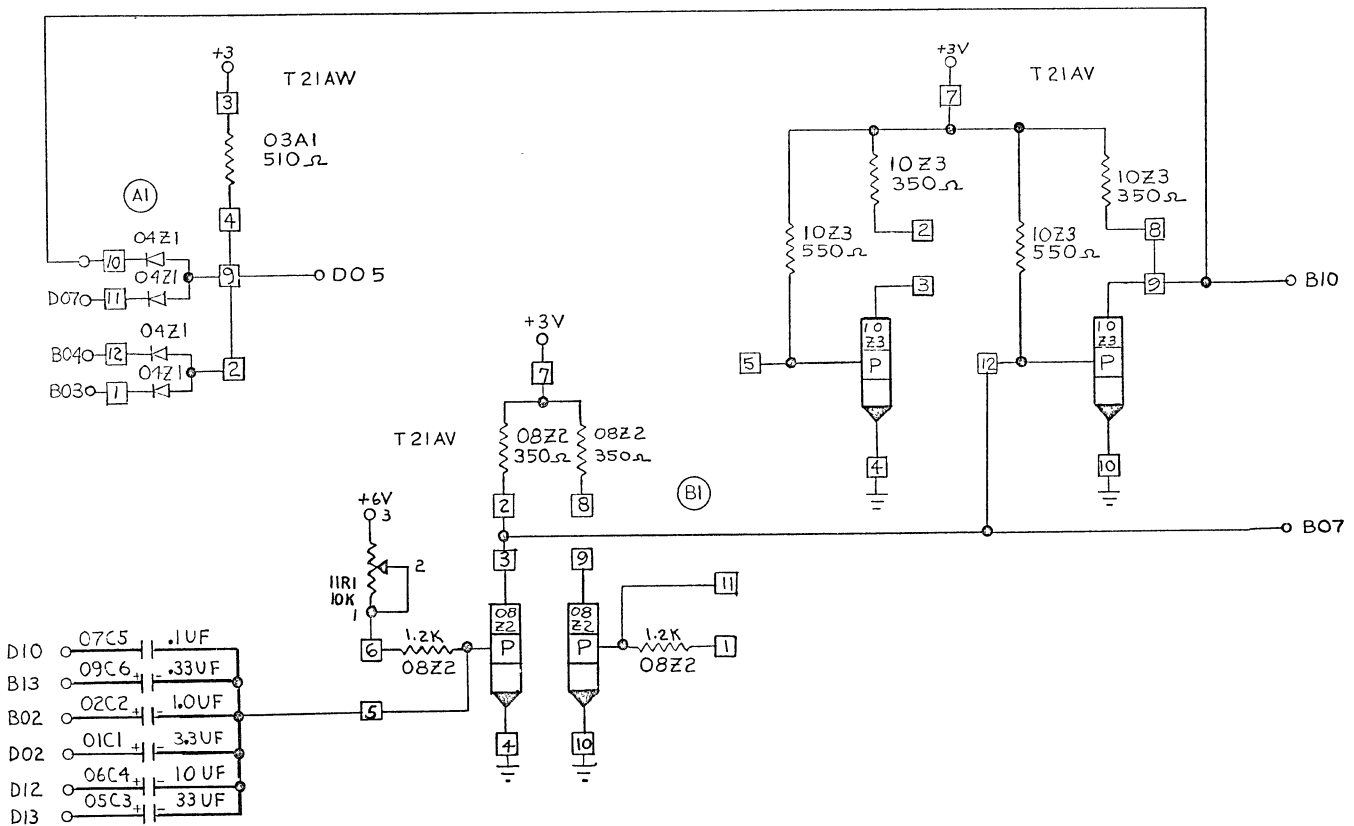 +3
T21AW
3
03A1
510Ω
A1
4
04Z1
10
9
D05
04Z1
D07
11
04Z1
B04
12
2
04Z1
B03
1
+3V
T21AV
7
10Z3
350Ω
10Z3
350Ω
2
8
10Z3
550Ω
10Z3
550Ω
3
9
B10
10
Z3
P
10
Z3
P
5
12
4
10
+3V
7
T21AV
08Z2
350Ω
08Z2
350Ω
B1
2
8
B07
+6V
3
2
11R1
10K
1
3
9
11
6
1.2K
08Z2
08
Z2
P
08
Z2
P
1.2K
08Z2
1
5
4
10
D10 07C5 .1UF
B13 09C6 + - .33UF
B02 02C2 + - 1.0UF
D02 01C1 + - 3.3UF
D12 06C4 + - 10UF
D13 05C3 + - 33UF